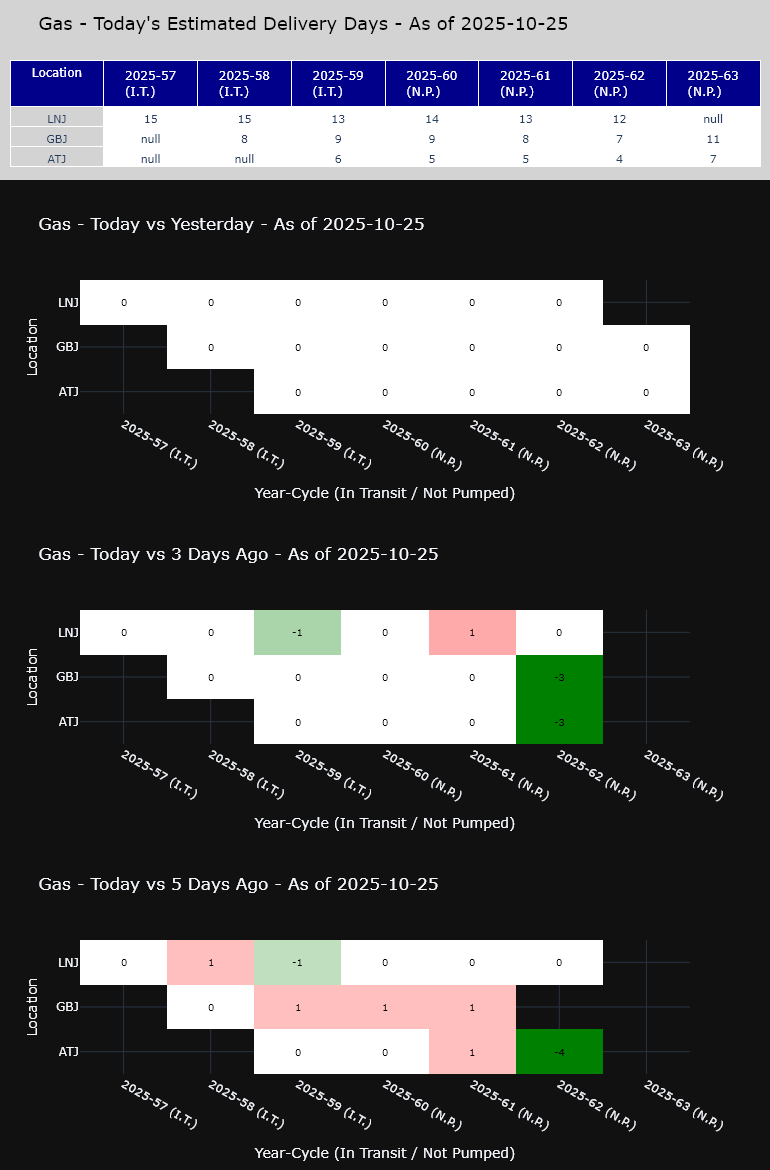 Gas - Today's Estimated Delivery Days - As of 2025-10-25
Location 2025-57 (I.T.) 2025-58 (I.T.) 2025-59 (I.T.) 2025-60 (N.P.) 2025-61 (N.P.) 2025-62 (N.P.) 2025-63 (N.P.)
LNJ 15 15 13 14 13 12 null
GBJ null 8 9 9 8 7 11
ATJ null null 6 5 5 4 7
Gas - Today vs Yesterday - As of 2025-10-25
Location
LNJ 0 0 0 0 0 0
GBJ 0 0 0 0 0 0
ATJ 0 0 0 0 0
2025-57 (I.T.) 2025-58 (I.T.) 2025-59 (I.T.) 2025-60 (N.P.) 2025-61 (N.P.) 2025-62 (N.P.) 2025-63 (N.P.)
Year-Cycle (In Transit / Not Pumped)
Gas - Today vs 3 Days Ago - As of 2025-10-25
Location
LNJ 0 0 -1 0 1 0
GBJ 0 0 0 0 -3
ATJ 0 0 0 -3
2025-57 (I.T.) 2025-58 (I.T.) 2025-59 (I.T.) 2025-60 (N.P.) 2025-61 (N.P.) 2025-62 (N.P.) 2025-63 (N.P.)
Year-Cycle (In Transit / Not Pumped)
Gas - Today vs 5 Days Ago - As of 2025-10-25
Location
LNJ 0 1 -1 0 0 0
GBJ 0 1 1 1
ATJ 0 0 1 -4
2025-57 (I.T.) 2025-58 (I.T.) 2025-59 (I.T.) 2025-60 (N.P.) 2025-61 (N.P.) 2025-62 (N.P.) 2025-63 (N.P.)
Year-Cycle (In Transit / Not Pumped)